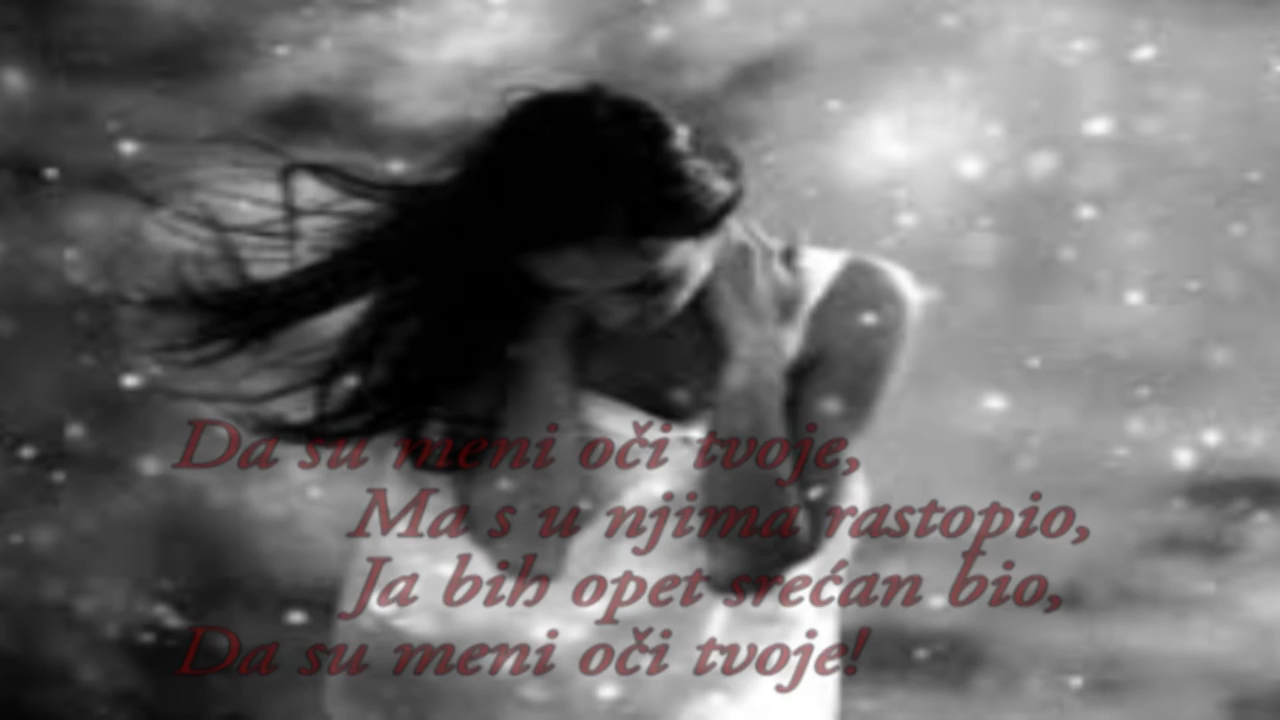 Da su meni oči tvoje,
Ma s u njima rastopio,
Ja bih opet srećan bio,
Da su meni oči tvoje!